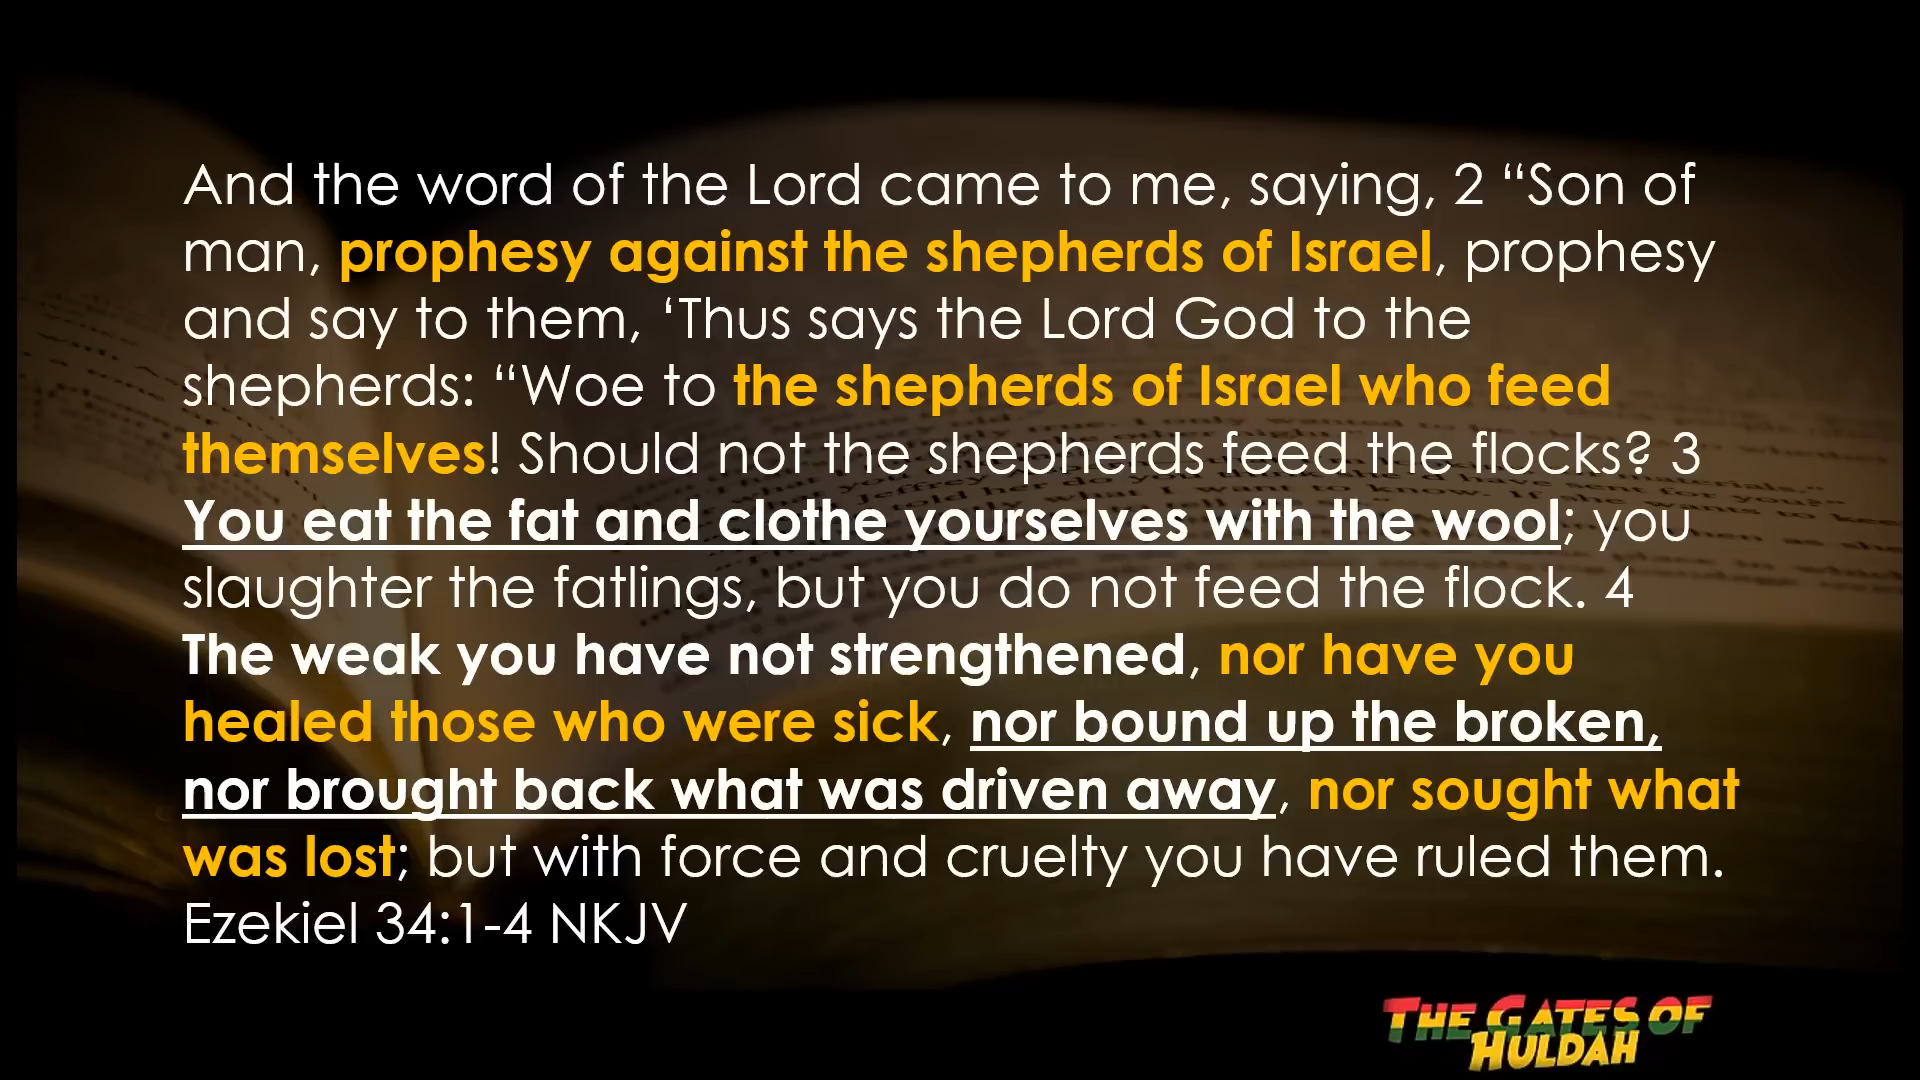 And the word of the Lord came to me, saying, 2 “Son of
man, prophesy against the shepherds of Israel, prophesy
and say to them, ‘Thus says the Lord God to the
shepherds: “Woe to the shepherds of Israel who feed
themselves! Should not the shepherds feed the flocks? 3
You eat the fat and clothe yourselves with the wool; you
slaughter the fatlings, but you do not feed the flock. 4
The weak you have not strengthened, nor have you
healed those who were sick, nor bound up the broken,
nor brought back what was driven away, nor sought what
was lost; but with force and cruelty you have ruled them.
Ezekiel 34:1-4 NKJV
THE GATES OF
HULDAH